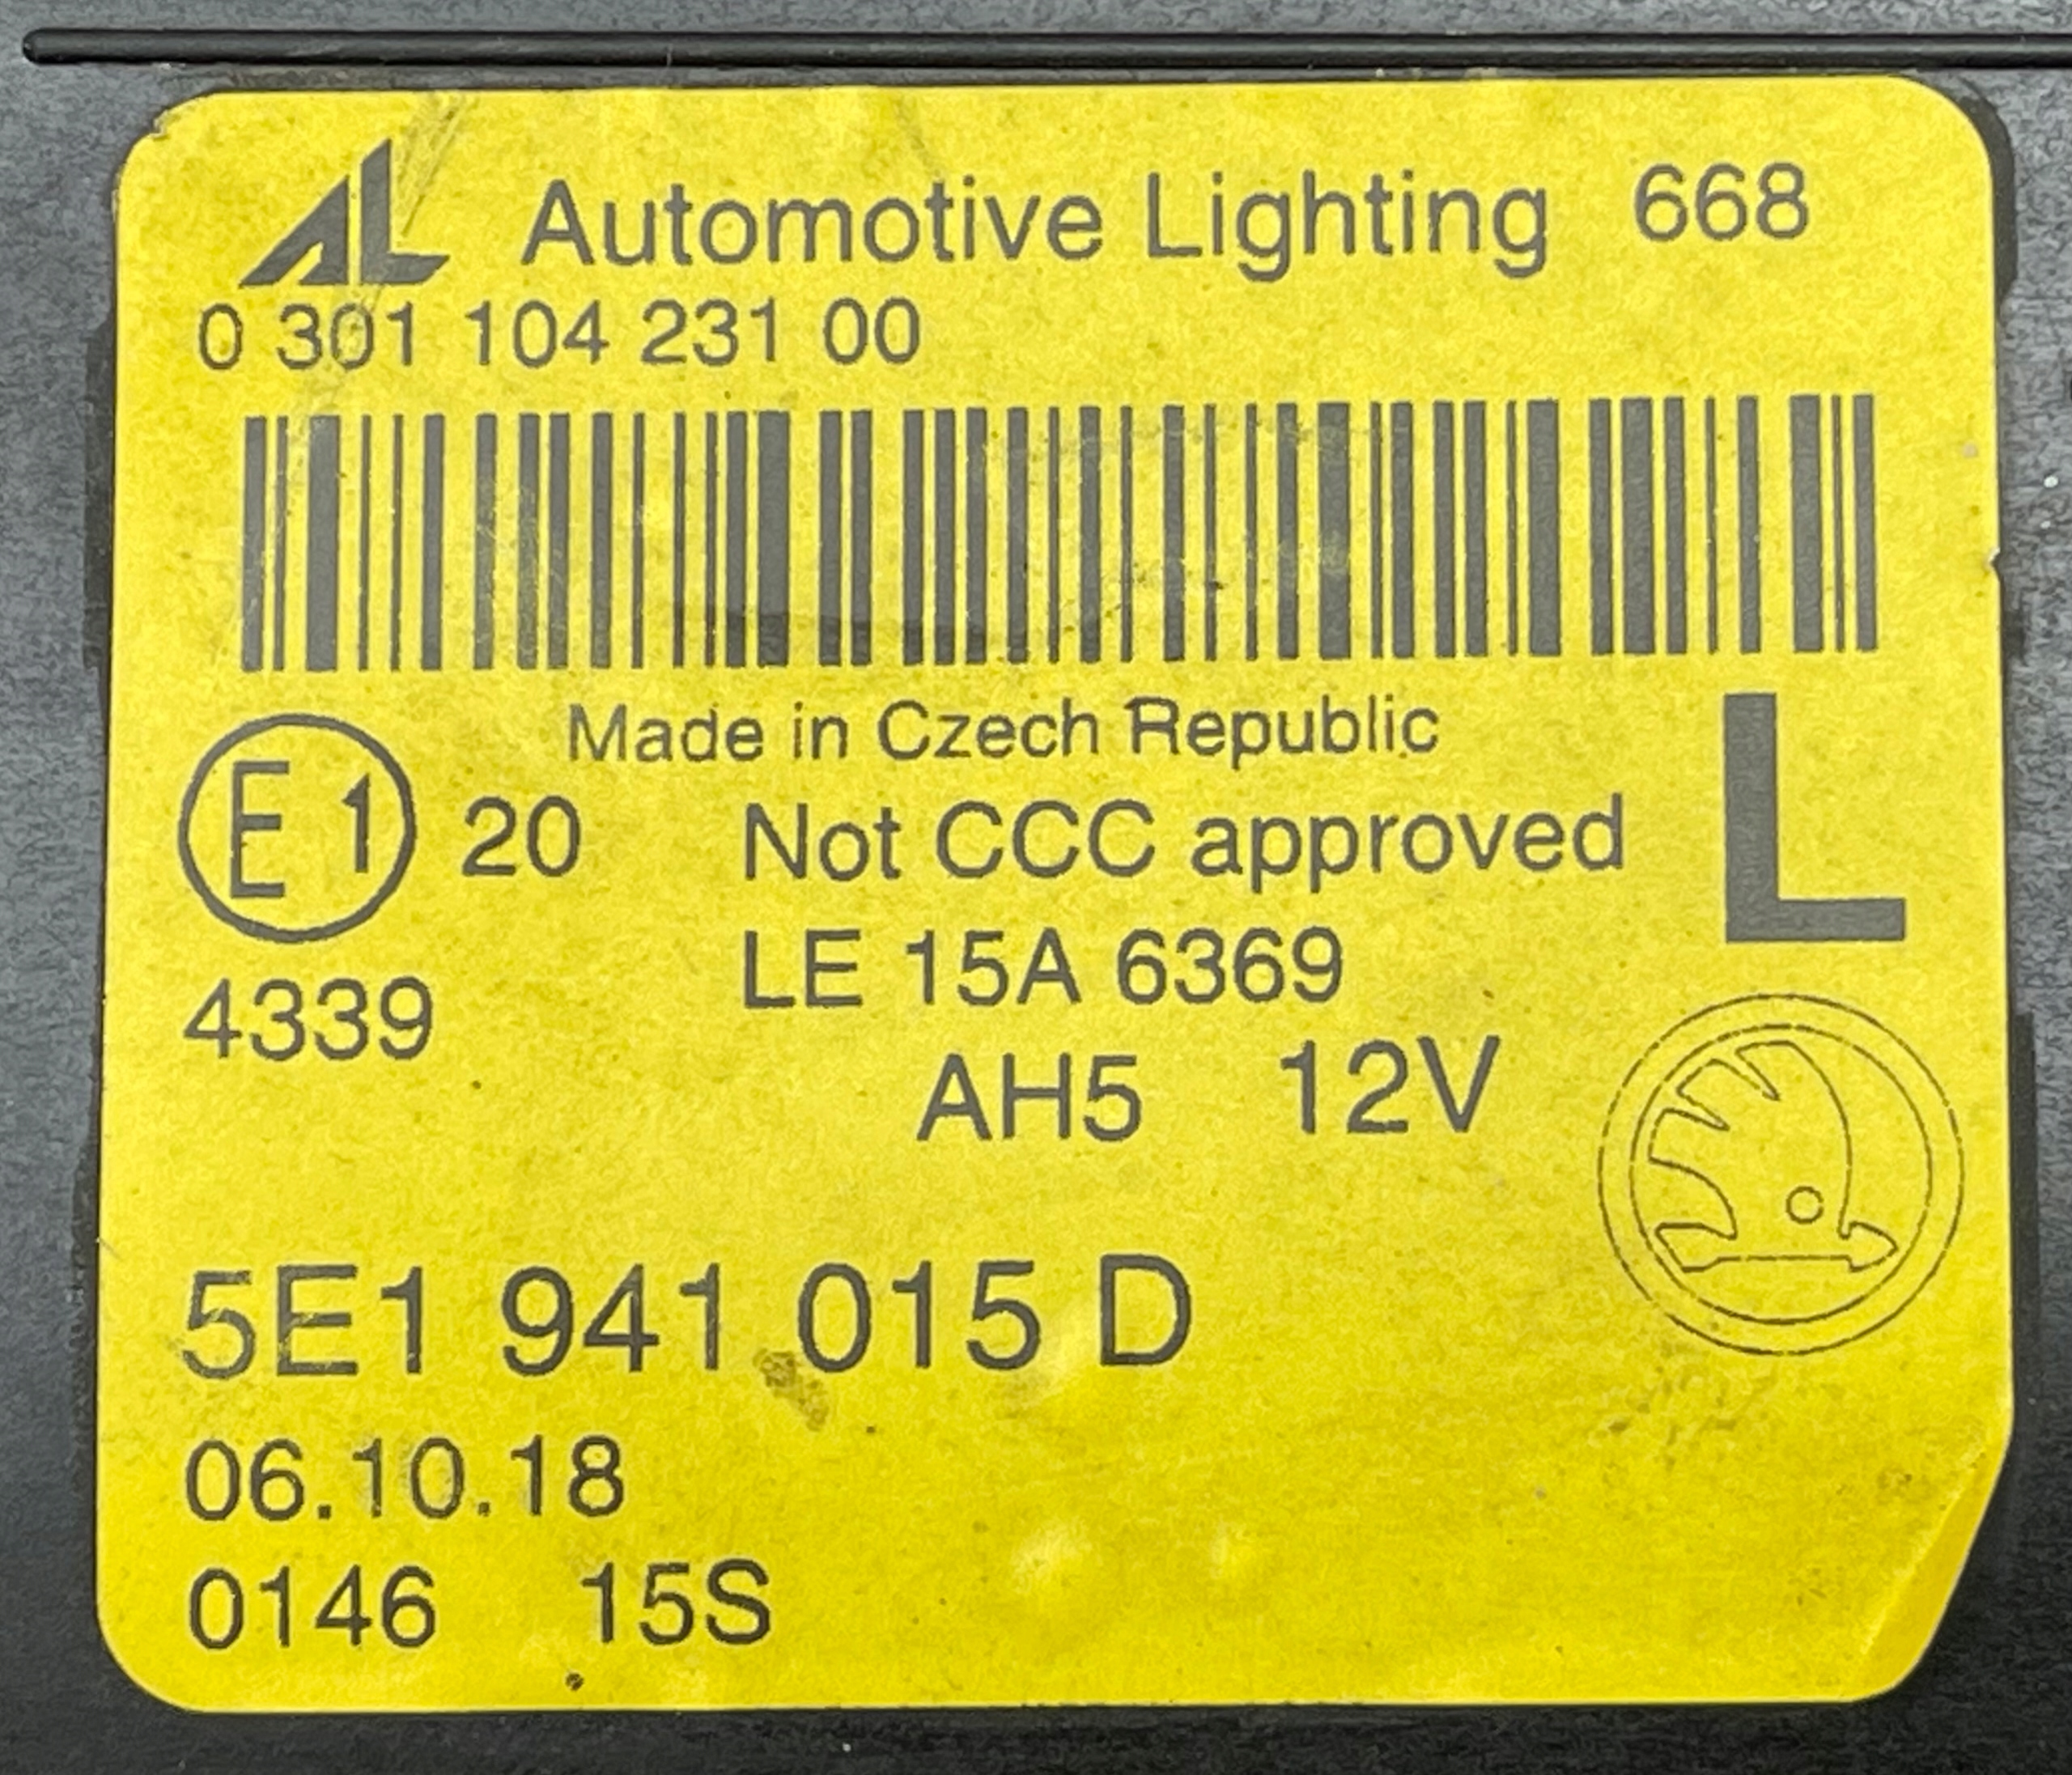 AL Automotive Lighting 668
0 301 104 231 00
Made in Czech Republic
E1 20 Not CCC approved L
LE 15A 6369
4339
AH5 12V
5E1 941 015 D
06.10.18
0146 15S